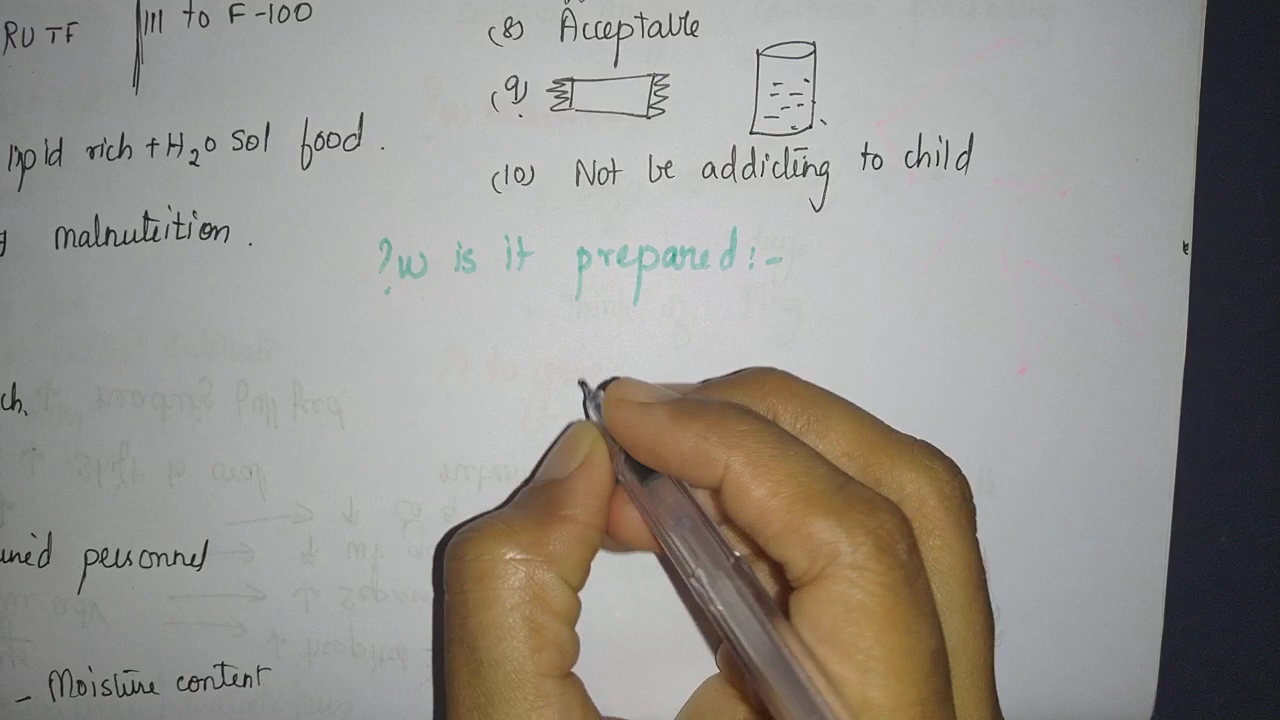 RUTF ||| to F-100
(8) Acceptable
(9)
lipid rich + H2O sol food.
(10) Not be addicting to child
malnutrition.
?w is it prepared:-
ch.
personnel
- Moisture content